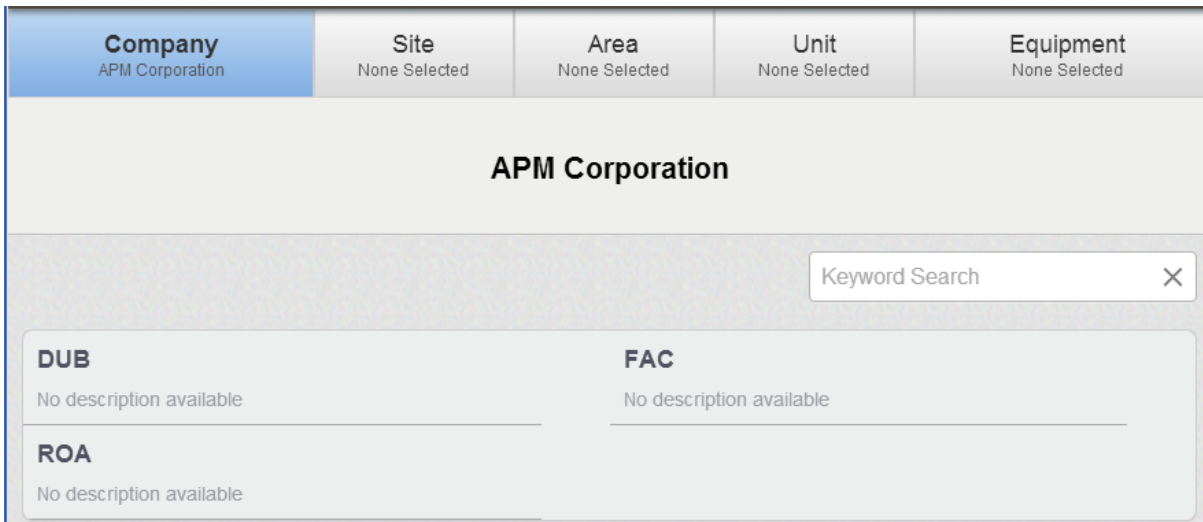 Company Site Area Unit Equipment
APM Corporation None Selected None Selected None Selected None Selected
APM Corporation
Keyword Search
DUB FAC
No description available No description available
ROA
No description available